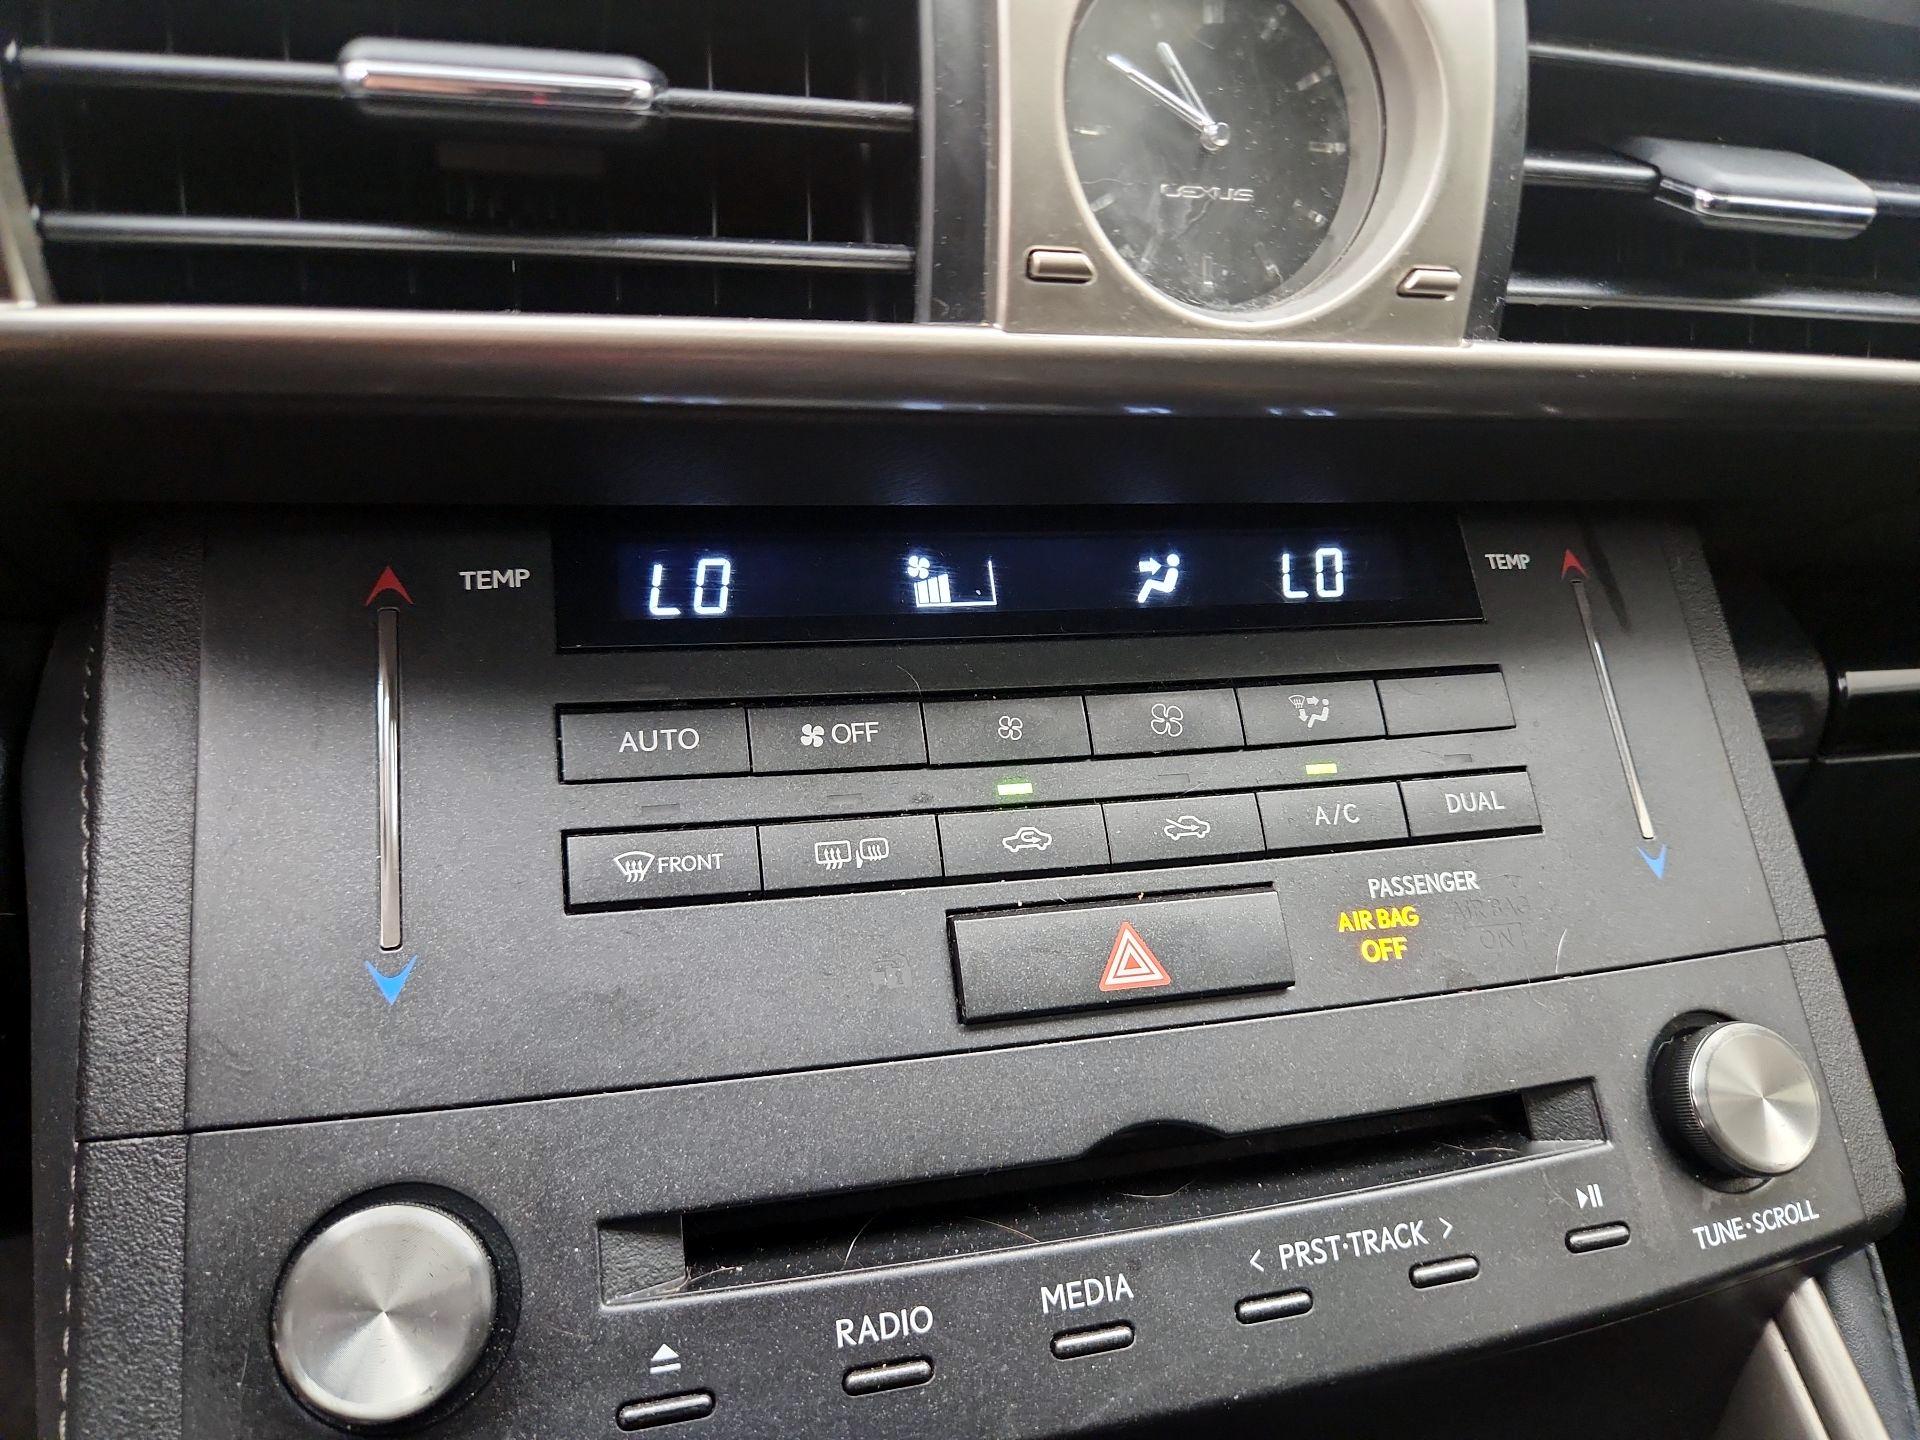 LEXUS
TEMP
LO
LO
TEMP
AUTO
OFF
FRONT
A/C
DUAL
PASSENGER
AIR BAG
OFF
AIR BAG
ON
RADIO
MEDIA
< PRST·TRACK >
TUNE·SCROLL